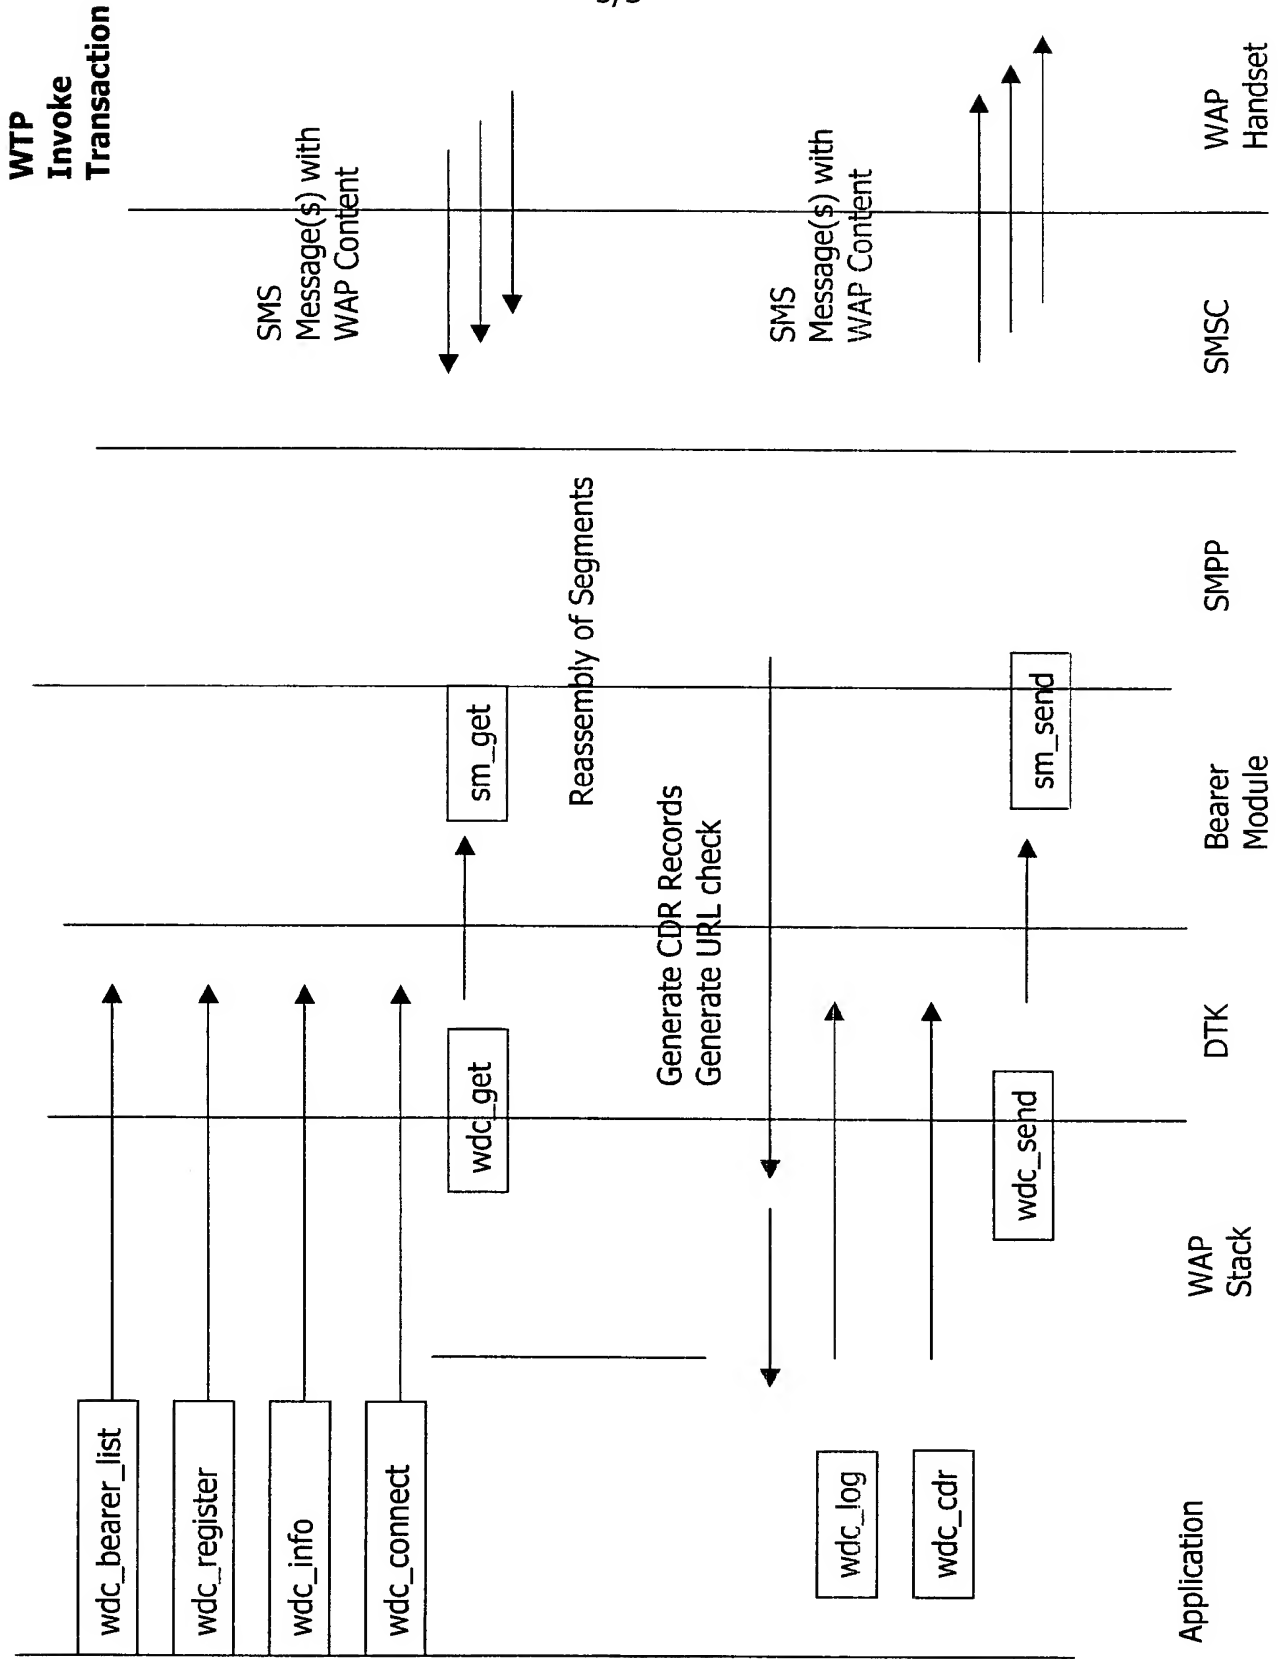 WTP
Invoke
Transaction
wdc_bearer_list
wdc_register
wdc_info
wdc_connect
SMS
Message(s) with
WAP Content
wdc_get
sm_get
Reassembly of Segments
Generate CDR Records
Generate URL check
SMS
Message(s) with
WAP Content
wdc_log
wdc_cdr
wdc_send
sm_send
Application
WAP
Stack
DTK
Bearer
Module
SMPP
SMSC
WAP
Handset